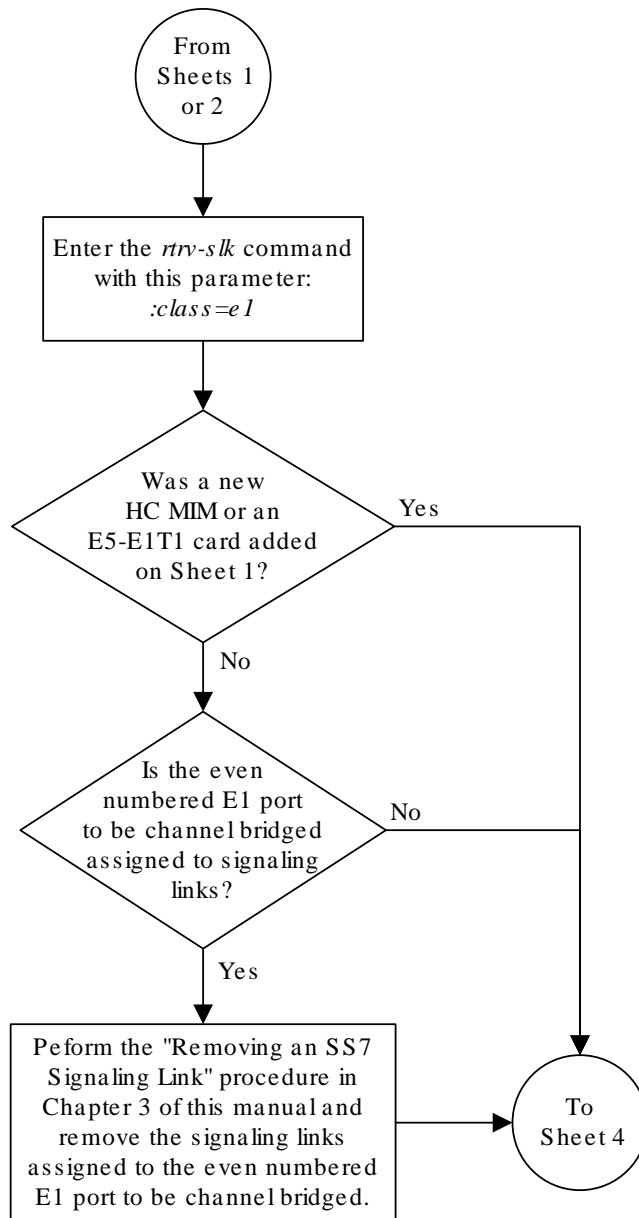 From
Sheets 1
or 2
Enter the rtrv-slk command
with this parameter:
:class=e1
Was a new
HC MIM or an
E5-E1T1 card added
on Sheet 1?
Yes
No
Is the even
numbered E1 port
to be channel bridged
assigned to signaling
links?
No
Yes
Peform the "Removing an SS7
Signaling Link" procedure in
Chapter 3 of this manual and
remove the signaling links
assigned to the even numbered
E1 port to be channel bridged.
To
Sheet 4